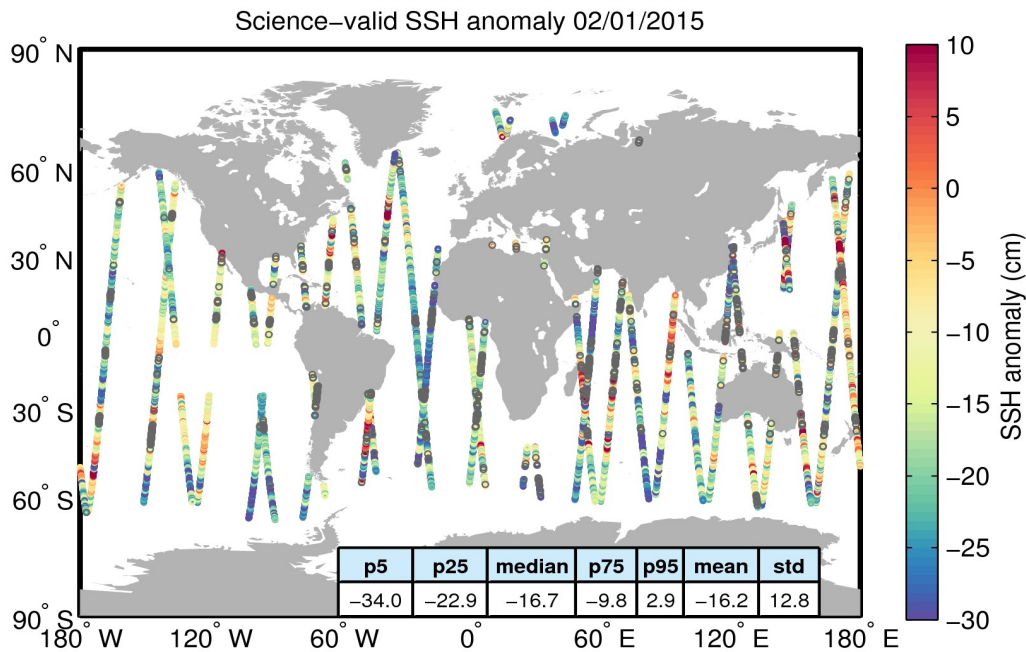 Science−valid SSH anomaly 02/01/2015
90° N
60° N
30° N
0°
30° S
60° S
90° S
180° W
120° W
60° W
0°
60° E
120° E
180° E
p5 p25 median p75 p95 mean std
−34.0 −22.9 −16.7 −9.8 2.9 −16.2 12.8
10
5
0
−5
−10
−15
−20
−25
−30
SSH anomaly (cm)